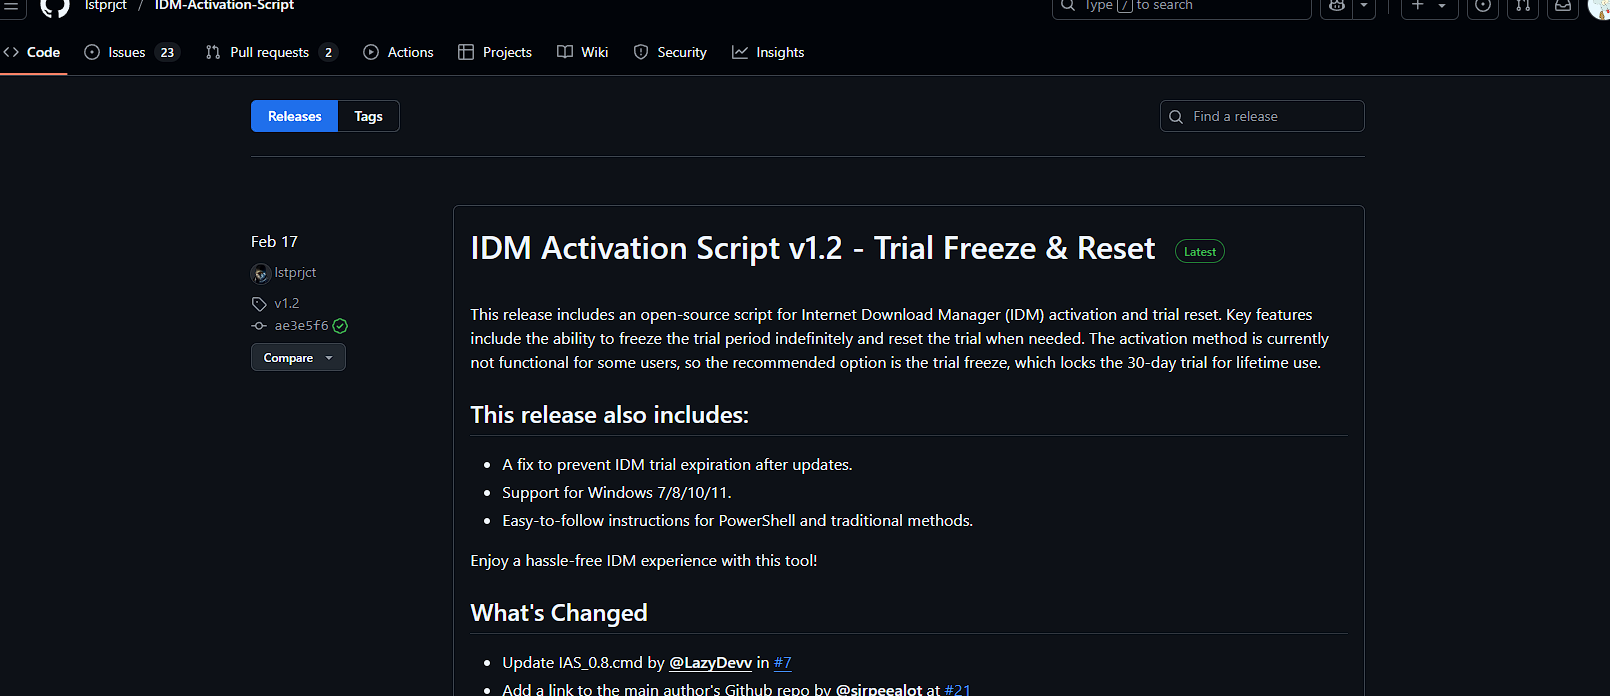 lstprjct / IDM-Activation-Script
Type / to search
Code Issues 23 Pull requests 2 Actions Projects Wiki Security Insights
Releases Tags
Find a release
Feb 17
lstprjct
v1.2
ae3e5f6
Compare
IDM Activation Script v1.2 - Trial Freeze & Reset Latest
This release includes an open-source script for Internet Download Manager (IDM) activation and trial reset. Key features
include the ability to freeze the trial period indefinitely and reset the trial when needed. The activation method is currently
not functional for some users, so the recommended option is the trial freeze, which locks the 30-day trial for lifetime use.
This release also includes:
A fix to prevent IDM trial expiration after updates.
Support for Windows 7/8/10/11.
Easy-to-follow instructions for PowerShell and traditional methods.
Enjoy a hassle-free IDM experience with this tool!
What's Changed
Update IAS_0.8.cmd by @LazyDevv in #7
Add a link to the main author's Github repo by @sirpeealot at #21